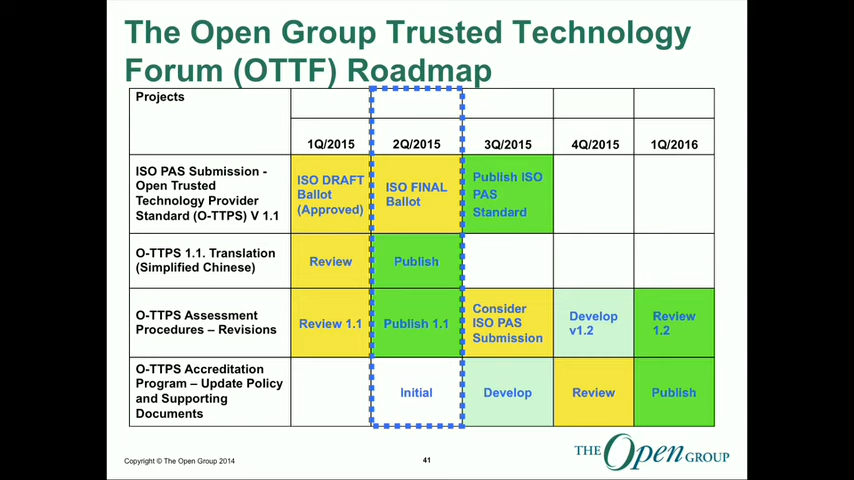 The Open Group Trusted Technology
Forum (OTTF) Roadmap
Projects
1Q/2015 2Q/2015 3Q/2015 4Q/2015 1Q/2016
ISO PAS Submission -
Open Trusted
Technology Provider
Standard (O-TTPS) V 1.1
ISO DRAFT
Ballot
(Approved)
ISO FINAL
Ballot
Publish ISO
PAS
Standard
O-TTPS 1.1. Translation
(Simplified Chinese)
Review
Publish
O-TTPS Assessment
Procedures – Revisions
Review 1.1
Publish 1.1
Consider
ISO PAS
Submission
Develop
v1.2
Review
1.2
O-TTPS Accreditation
Program – Update Policy
and Supporting
Documents
Initial
Develop
Review
Publish
Copyright © The Open Group 2014
41
THE Open GROUP